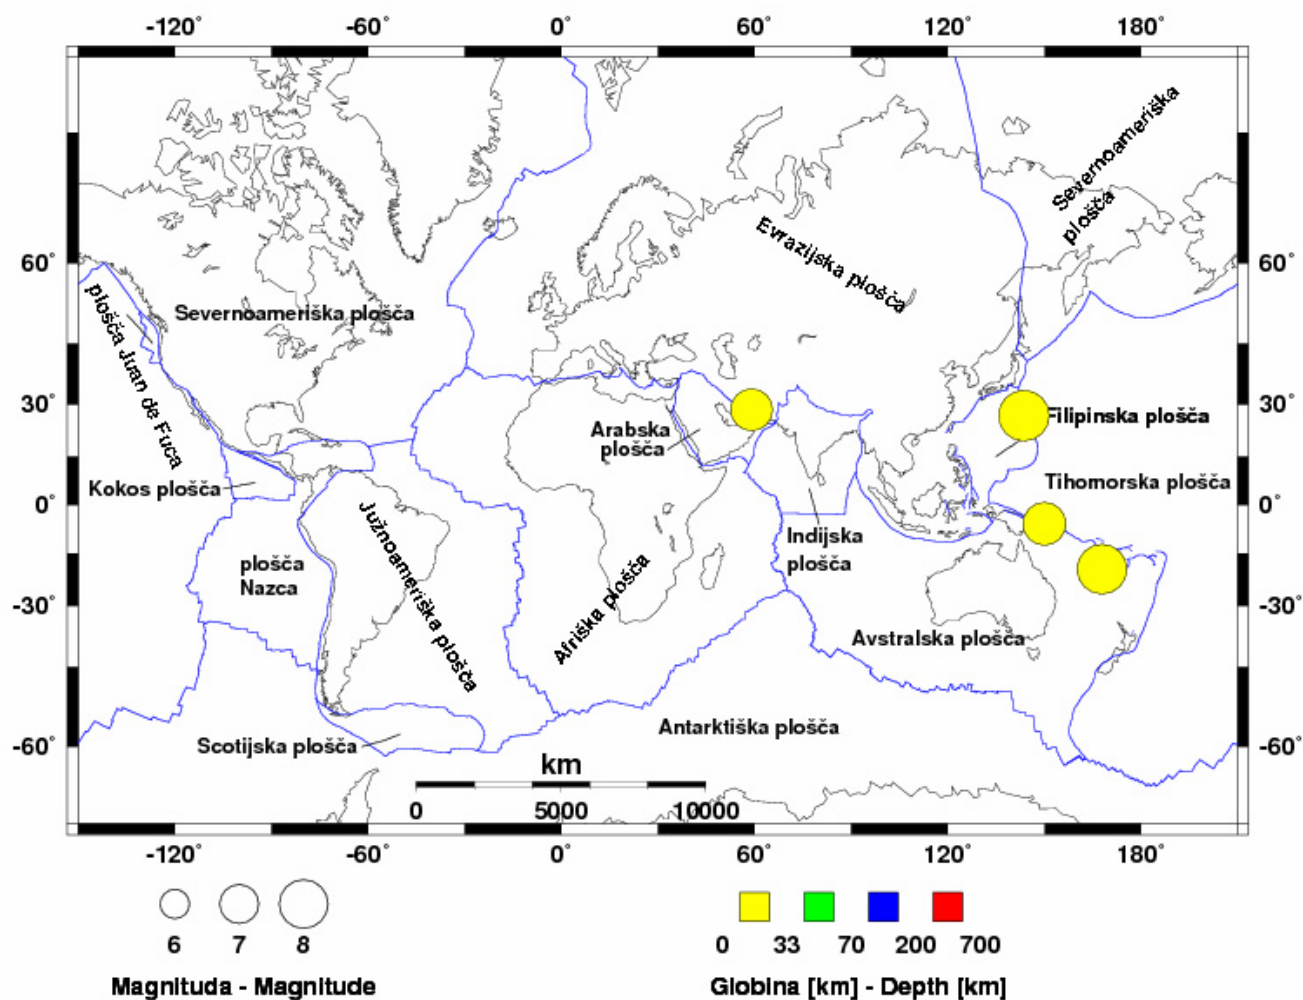 -120° -60° 0° 60° 120° 180°
Severnoameriška
plošča
Evrazijska plošča
60° 60°
plošča Juan de Fuca
Severnoameriška plošča
30° 30°
Arabska
plošča
Filipinska plošča
Kokos plošča
Tihomorska plošča
0° 0°
Južnoameriška plošča
Indijska
plošča
plošča
Nazca
Afriška plošča
-30° -30°
Avstralska plošča
Antarktiška plošča
Scotijska plošča
-60° -60°
km
0 5000 10000
-120° -60° 0° 60° 120° 180°
6 7 8
0 33 70 200 700
Magnituda - Magnitude
Globina [km] - Depth [km]